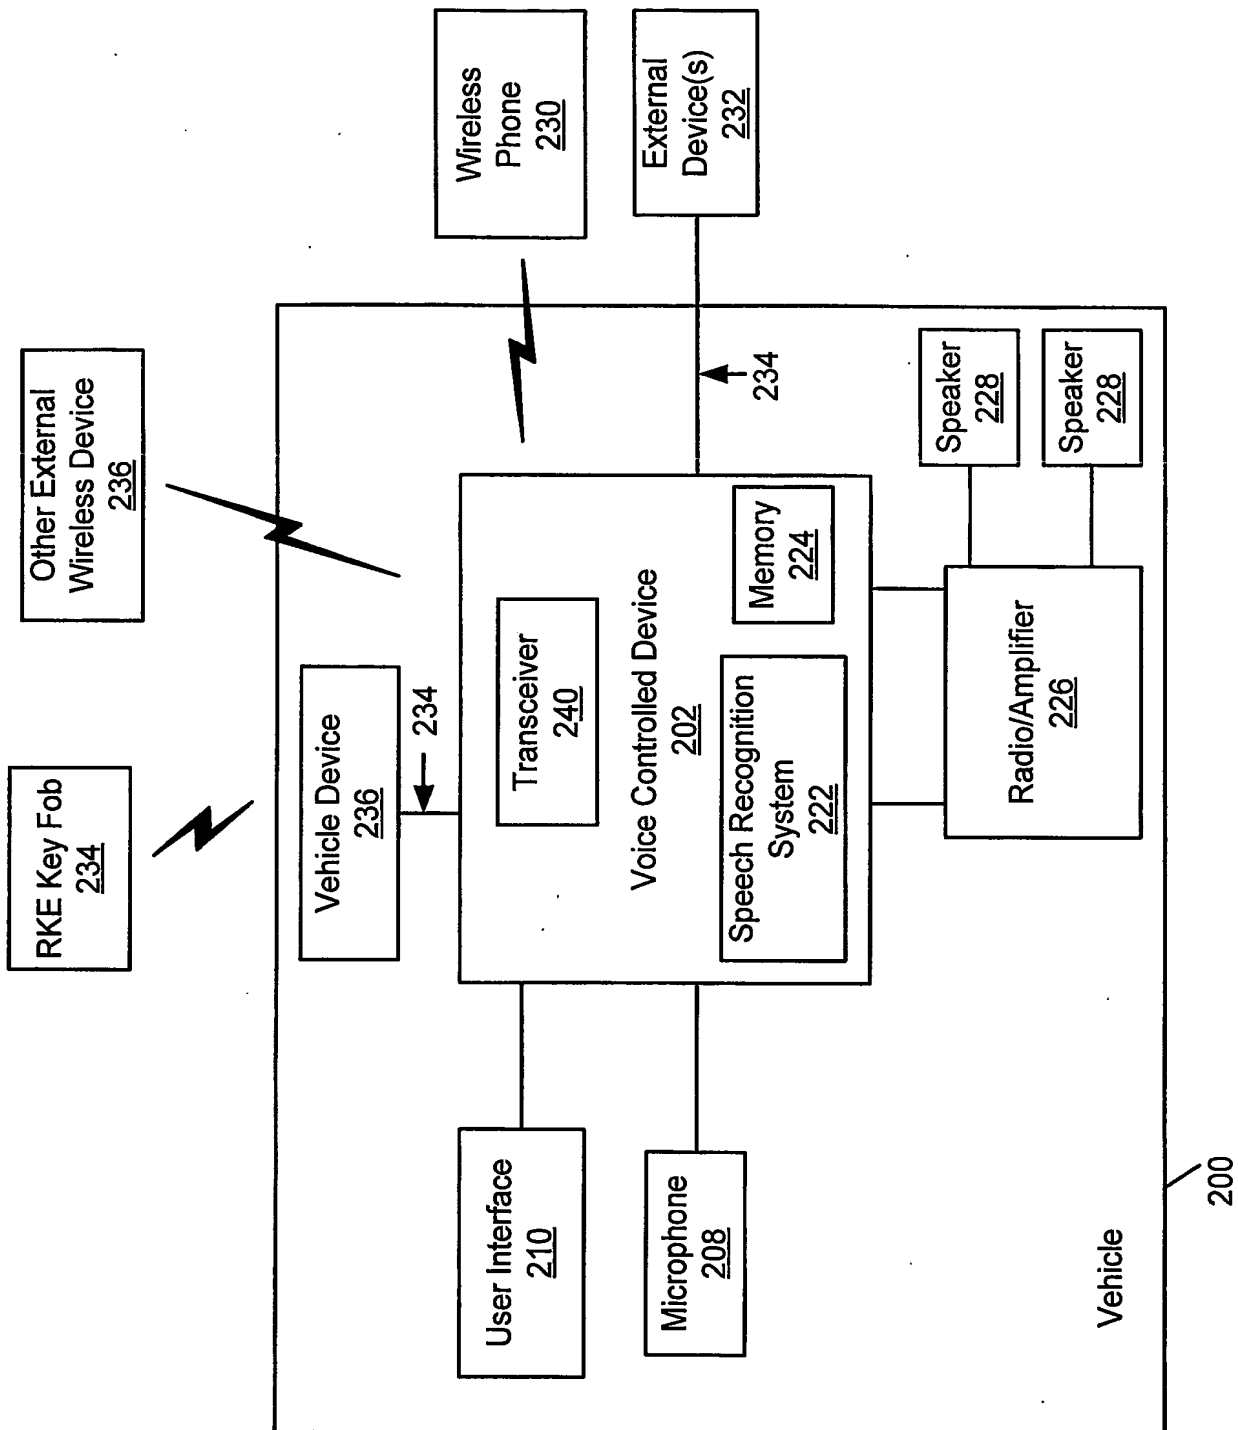 RKE Key Fob
234
Other External
Wireless Device
236
Vehicle Device
236
234
Wireless
Phone
230
User Interface
210
Transceiver
240
Voice Controlled Device
202
External
Device(s)
232
234
Microphone
208
Speech Recognition
System
222
Memory
224
Radio/Amplifier
226
Speaker
228
Speaker
228
Vehicle
200